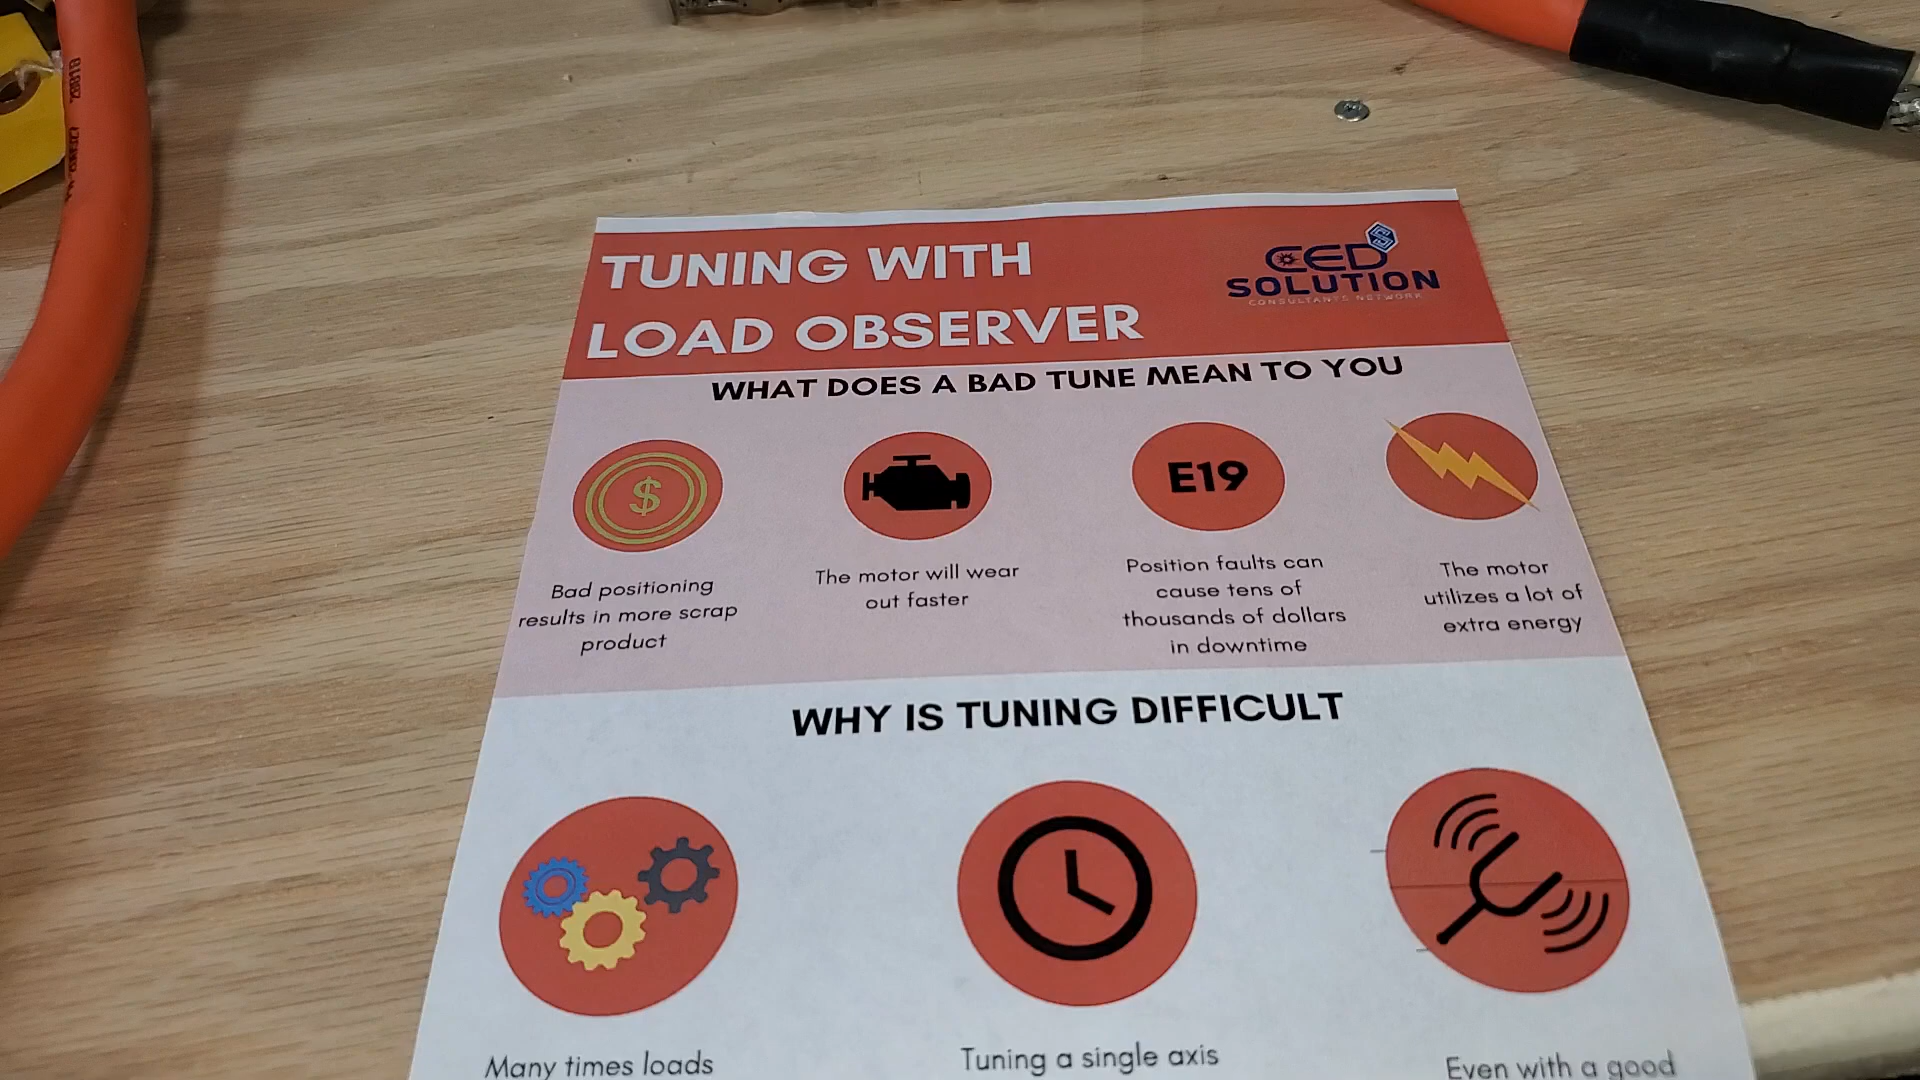 TUNING WITH
LOAD OBSERVER
CED
SOLUTION
CONSULTANTS NETWORK
WHAT DOES A BAD TUNE MEAN TO YOU
$
E19
Bad positioning
results in more scrap
product
The motor will wear
out faster
Position faults can
cause tens of
thousands of dollars
in downtime
The motor
utilizes a lot of
extra energy
WHY IS TUNING DIFFICULT
Many times loads
Tuning a single axis
Even with a good